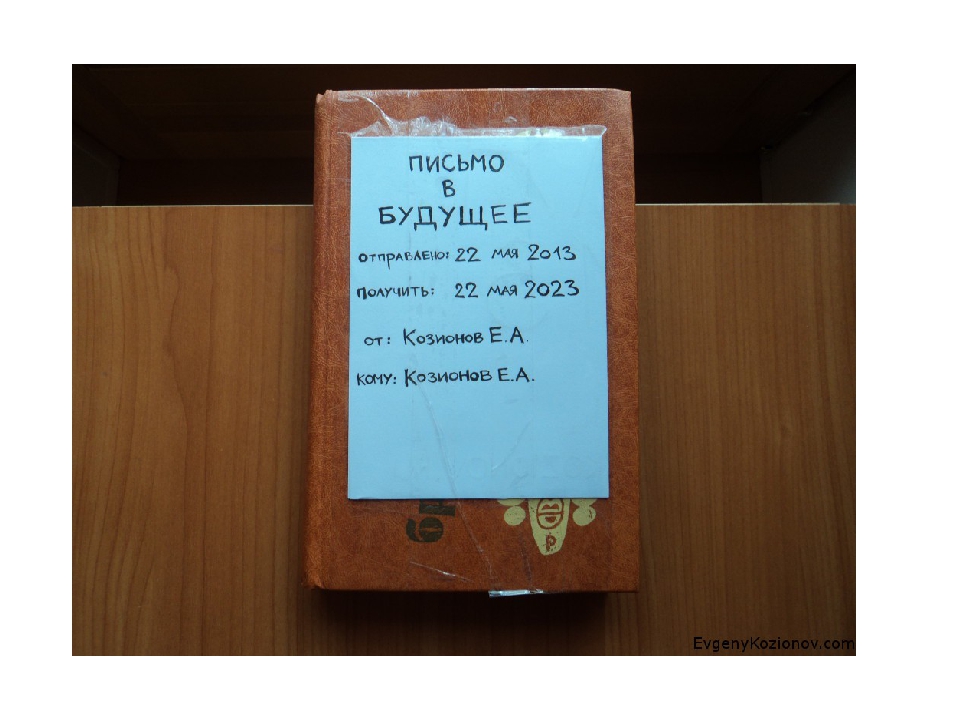 ПИСЬМО
В
БУДУЩЕЕ
ОТПРАВЛЕНО: 22 МАЯ 2013
ПОЛУЧИТЬ: 22 МАЯ 2023
ОТ: КОЗИОНОВ Е.А.
КОМУ: КОЗИОНОВ Е.А.
EvgenyKozionov.com